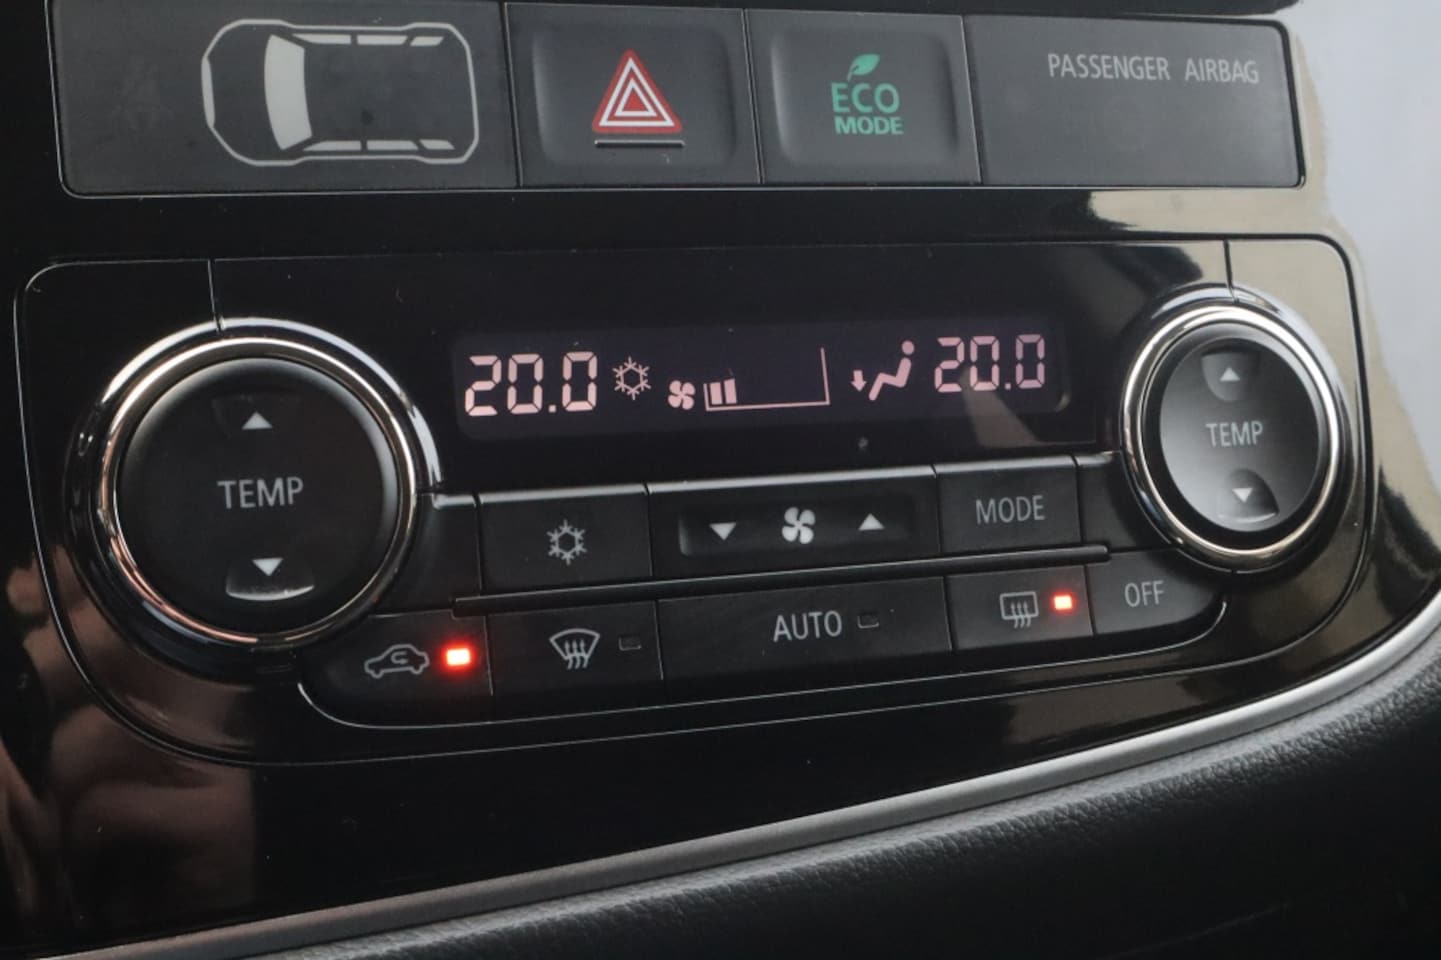 ECO
MODE
PASSENGER AIRBAG
20.0
20.0
TEMP
TEMP
MODE
AUTO
OFF